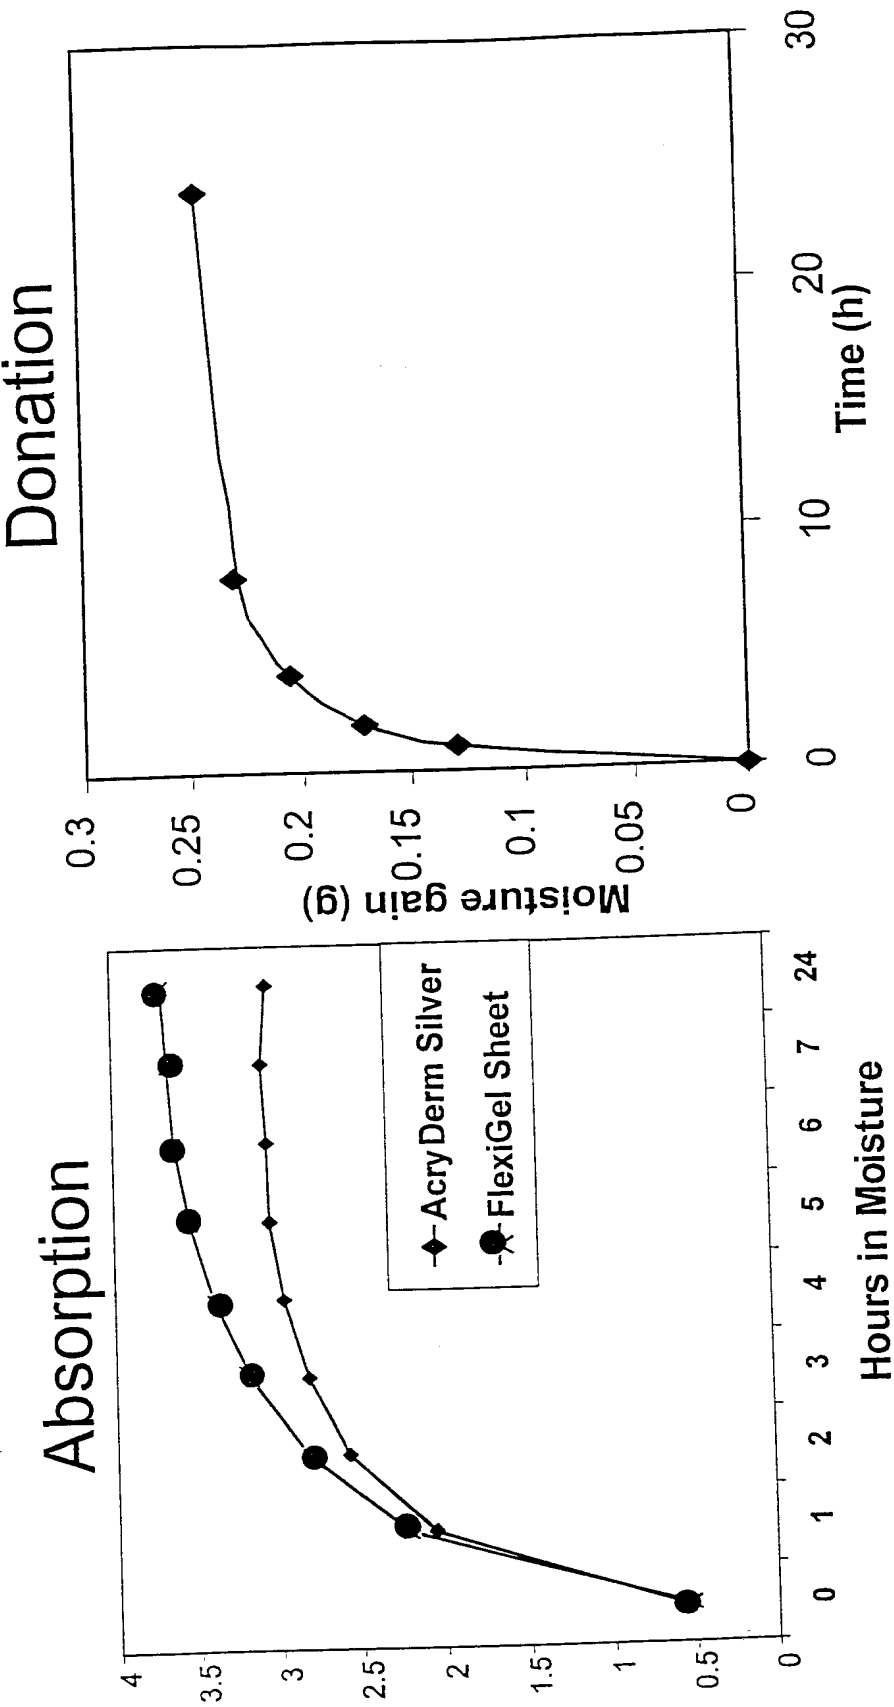 Absorption
4
3.5
3
2.5
2
1.5
1
0.5
0
0 1 2 3 4 5 6 7 24
Hours in Moisture
AcryDerm Silver
FlexiGel Sheet
Donation
Moisture gain (g)
0.3
0.25
0.2
0.15
0.1
0.05
0
0 10 20 30
Time (h)